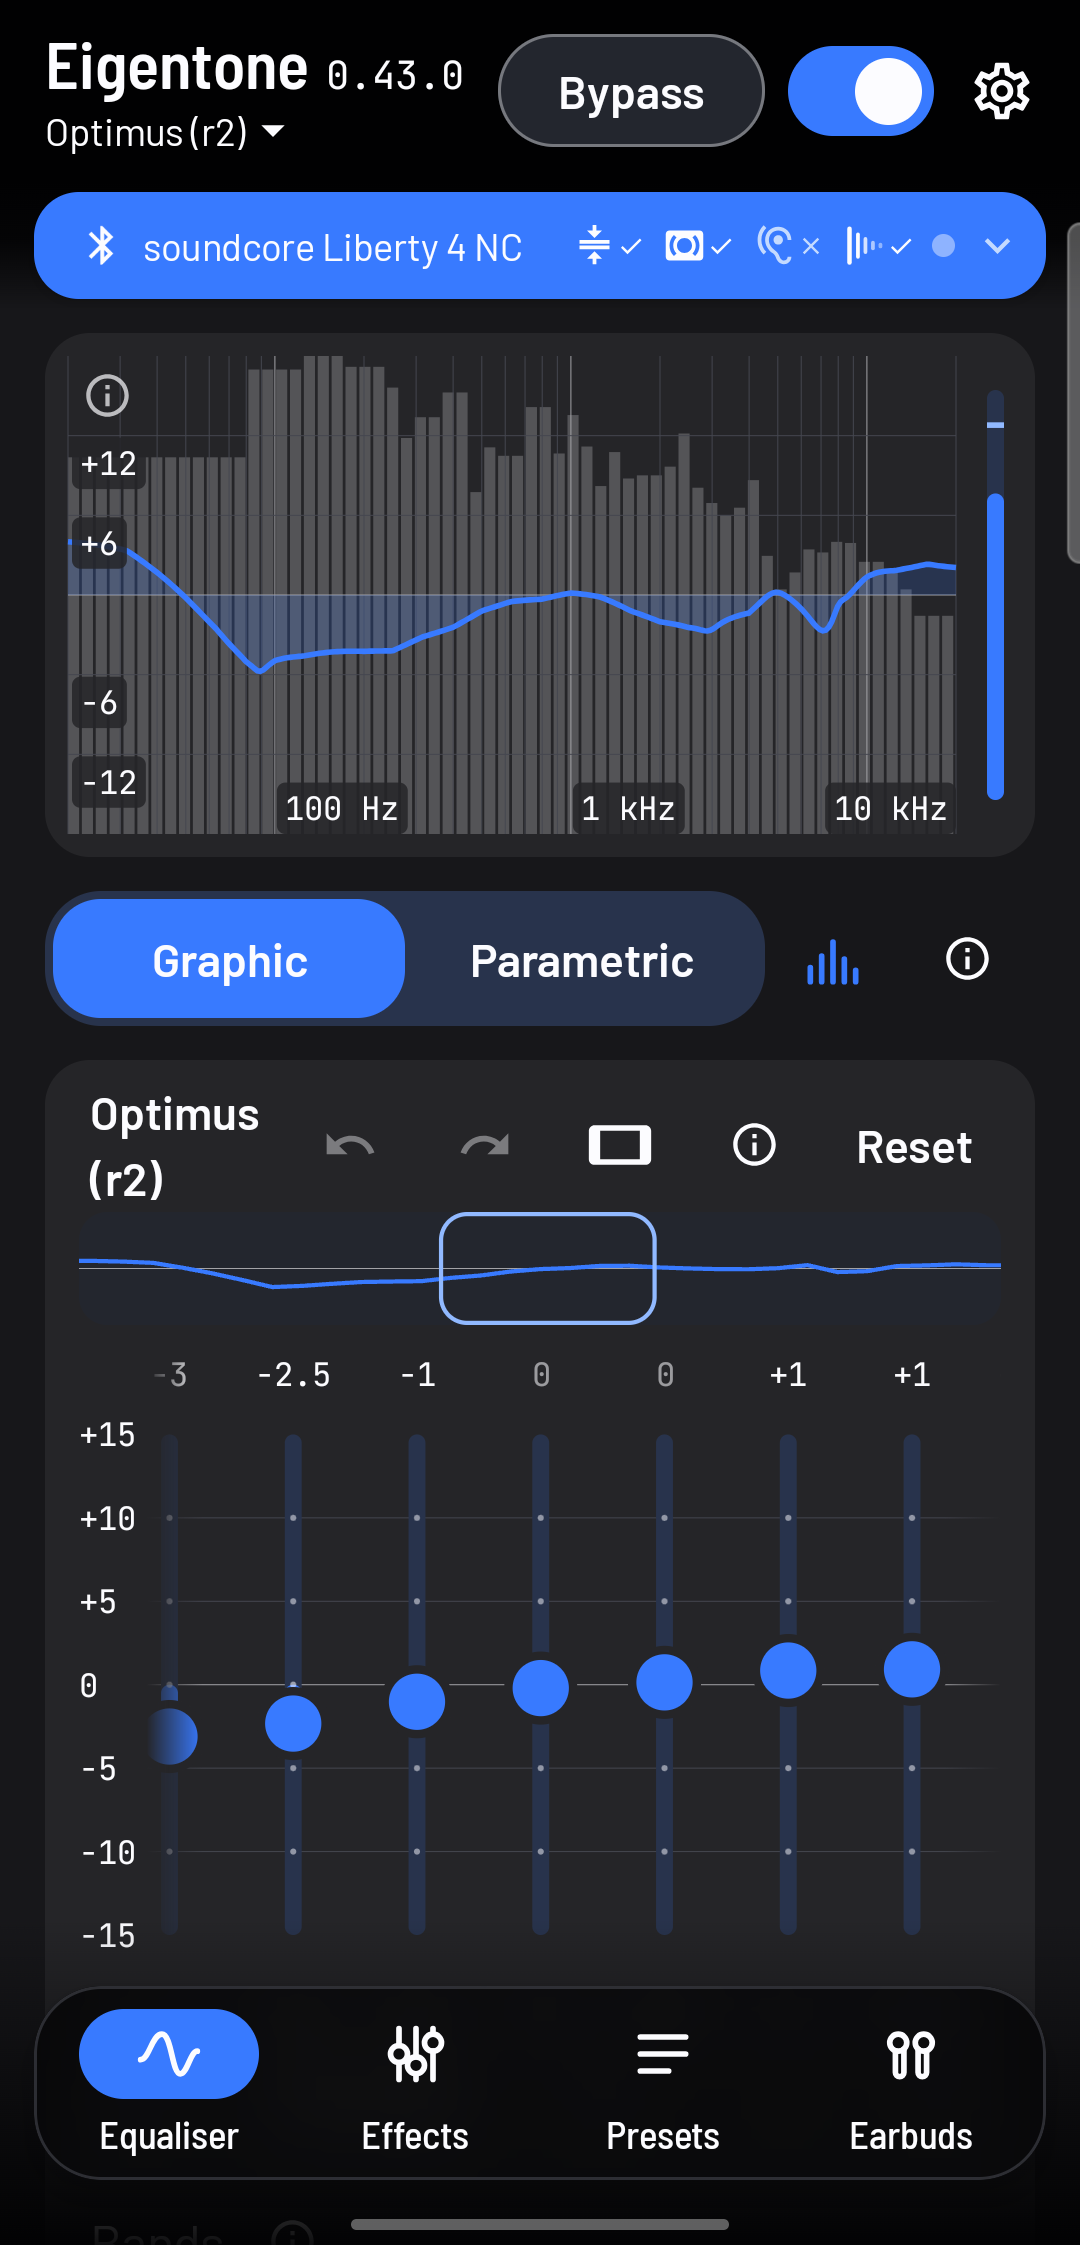 Eigentone 0.43.0
Bypass
Optimus (r2)
soundcore Liberty 4 NC
+12
+6
-6
-12
100 Hz
1 kHz
10 kHz
Graphic
Parametric
Optimus
(r2)
Reset
-3
-2.5
-1
0
0
+1
+1
+15
+10
+5
0
-5
-10
-15
Equaliser
Effects
Presets
Earbuds
Bands